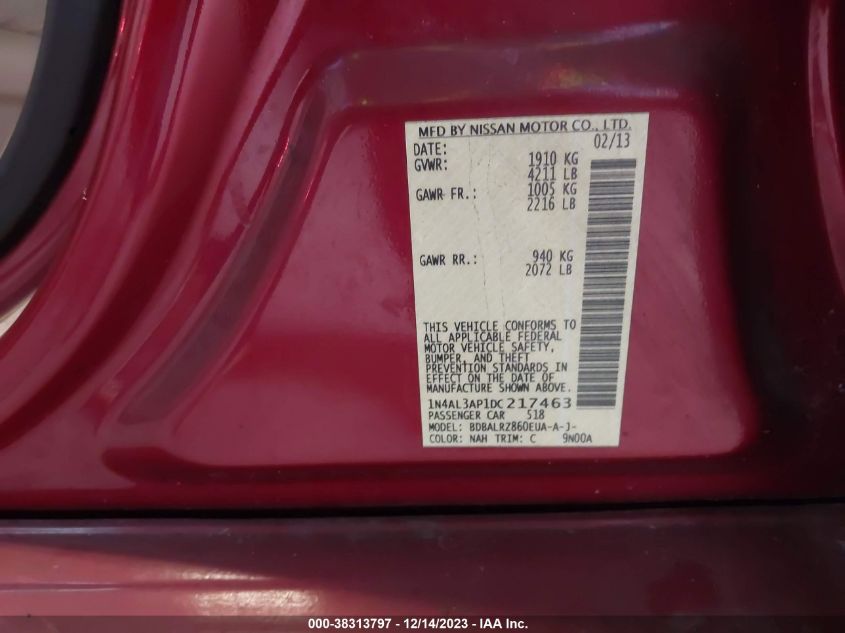 MFD BY NISSAN MOTOR CO., LTD.
DATE: 02/13
GVWR: 1910 KG
4211 LB
GAWR FR.: 1005 KG
2216 LB
GAWR RR.: 940 KG
2072 LB
THIS VEHICLE CONFORMS TO
ALL APPLICABLE FEDERAL
MOTOR VEHICLE SAFETY,
BUMPER, AND THEFT
PREVENTION STANDARDS IN
EFFECT ON THE DATE OF
MANUFACTURE SHOWN ABOVE.
1N4AL3AP1DC217463
PASSENGER CAR 518
MODEL: BDBALRZ860EUA-A-J-
COLOR: NAH TRIM: C 9N00A
000-38313797 - 12/14/2023 - IAA Inc.